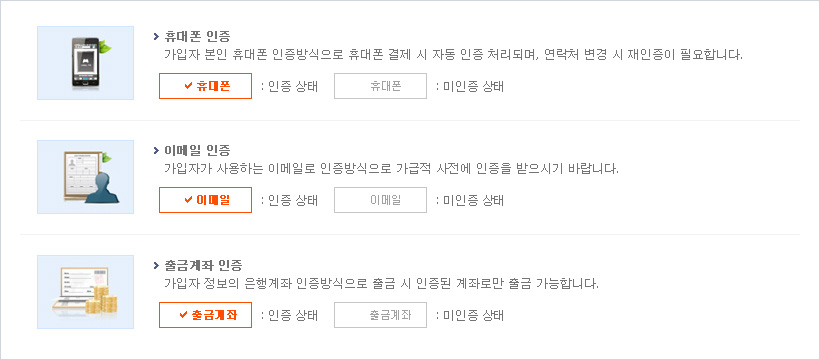 휴대폰 인증
가입자 본인 휴대폰 인증방식으로 휴대폰 결제 시 자동 인증 처리되며, 연락처 변경 시 재인증이 필요합니다.
휴대폰 : 인증 상태 휴대폰 : 미인증 상태
이메일 인증
가입자가 사용하는 이메일로 인증방식으로 가급적 사전에 인증을 받으시기 바랍니다.
이메일 : 인증 상태 이메일 : 미인증 상태
출금계좌 인증
가입자 정보의 은행계좌 인증방식으로 출금 시 인증된 계좌로만 출금 가능합니다.
출금계좌 : 인증 상태 출금계좌 : 미인증 상태